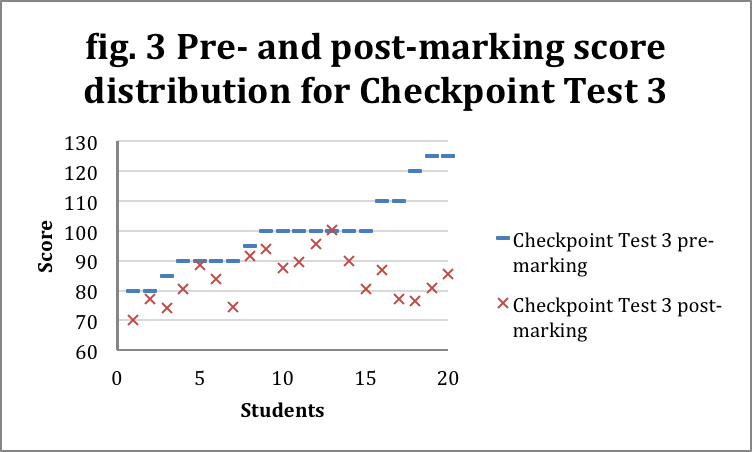 fig. 3 Pre- and post-marking score
distribution for Checkpoint Test 3
130
120
110
100
90
80
70
60
Score
0
5
10
15
20
Students
Checkpoint Test 3 pre-
marking
Checkpoint Test 3 post-
marking